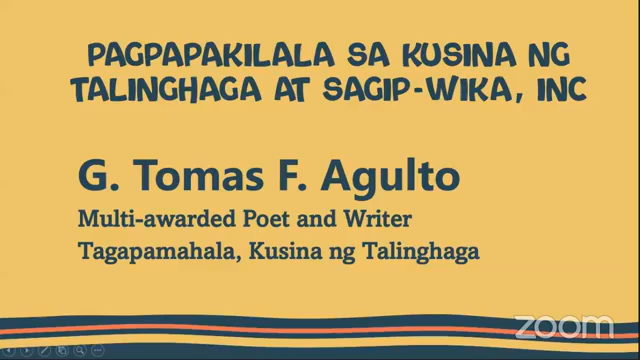 PAGPAPAKILALA SA KUSINA NG
TALINGHAGA AT SAGIP-WIKA, INC
G. Tomas F. Agulto
Multi-awarded Poet and Writer
Tagapamahala, Kusina ng Talinghaga
zoom